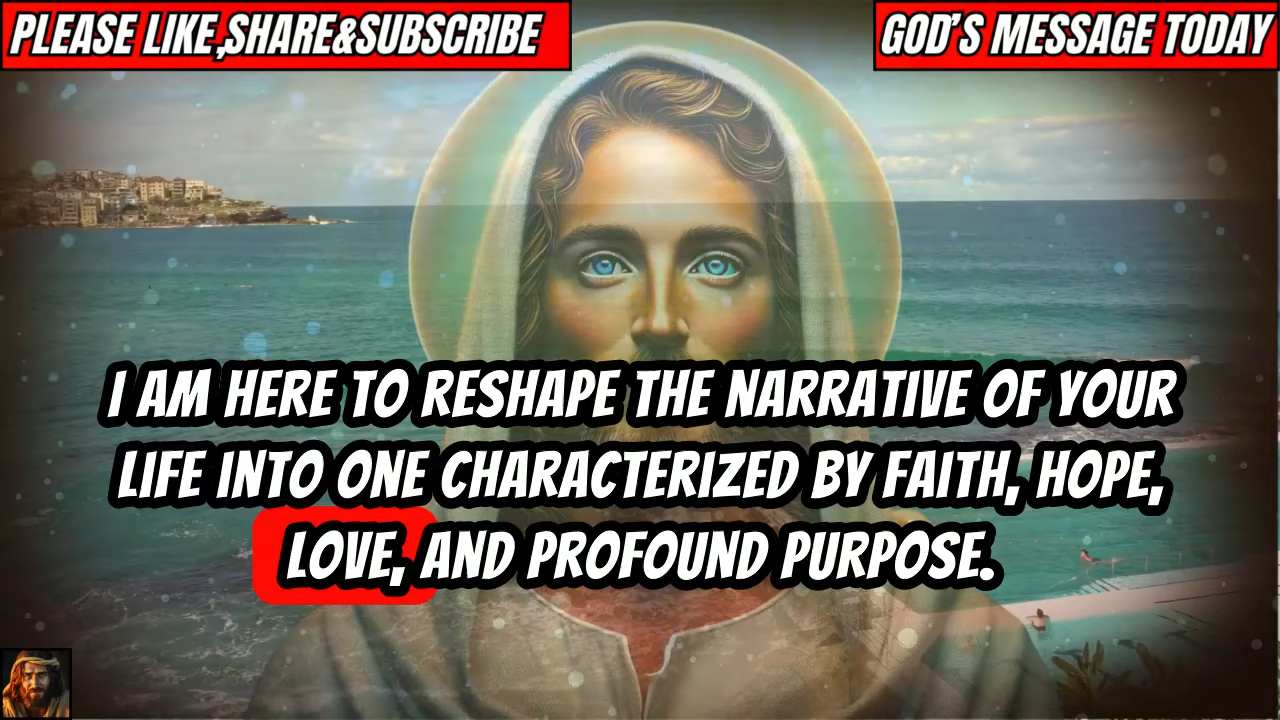 PLEASE LIKE,SHARE&SUBSCRIBE
GOD'S MESSAGE TODAY
I AM HERE TO RESHAPE THE NARRATIVE OF YOUR
LIFE INTO ONE CHARACTERIZED BY FAITH, HOPE,
LOVE, AND PROFOUND PURPOSE.